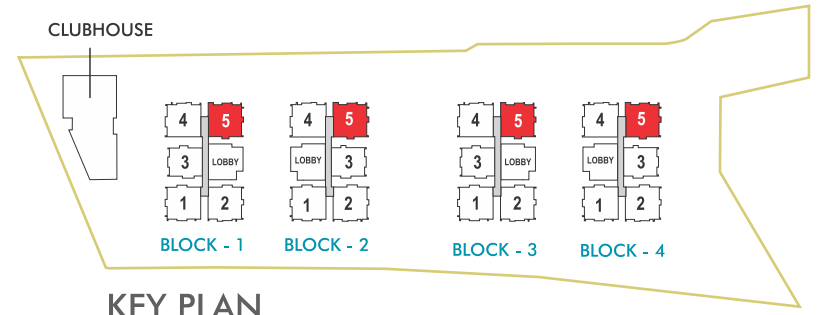 CLUBHOUSE
4 5 4 5 4 5 4 5
3 LOBBY LOBBY 3 3 LOBBY LOBBY 3
1 2 1 2 1 2 1 2
BLOCK - 1 BLOCK - 2 BLOCK - 3 BLOCK - 4
KEY PLAN